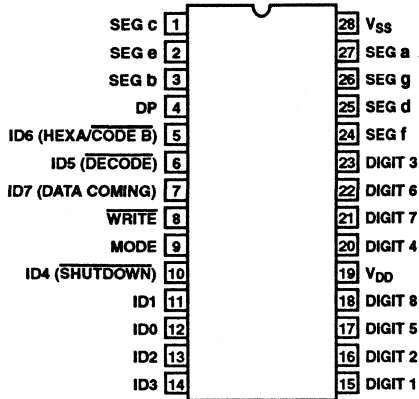 SEG c 1 28 VSS
SEG e 2 27 SEG a
SEG b 3 26 SEG g
DP 4 25 SEG d
ID6 (HEXA/CODE B) 5 24 SEG f
ID5 (DECODE) 6 23 DIGIT 3
ID7 (DATA COMING) 7 22 DIGIT 6
WRITE 8 21 DIGIT 7
MODE 9 20 DIGIT 4
ID4 (SHUTDOWN) 10 19 VDD
ID1 11 18 DIGIT 8
ID0 12 17 DIGIT 5
ID2 13 16 DIGIT 2
ID3 14 15 DIGIT 1